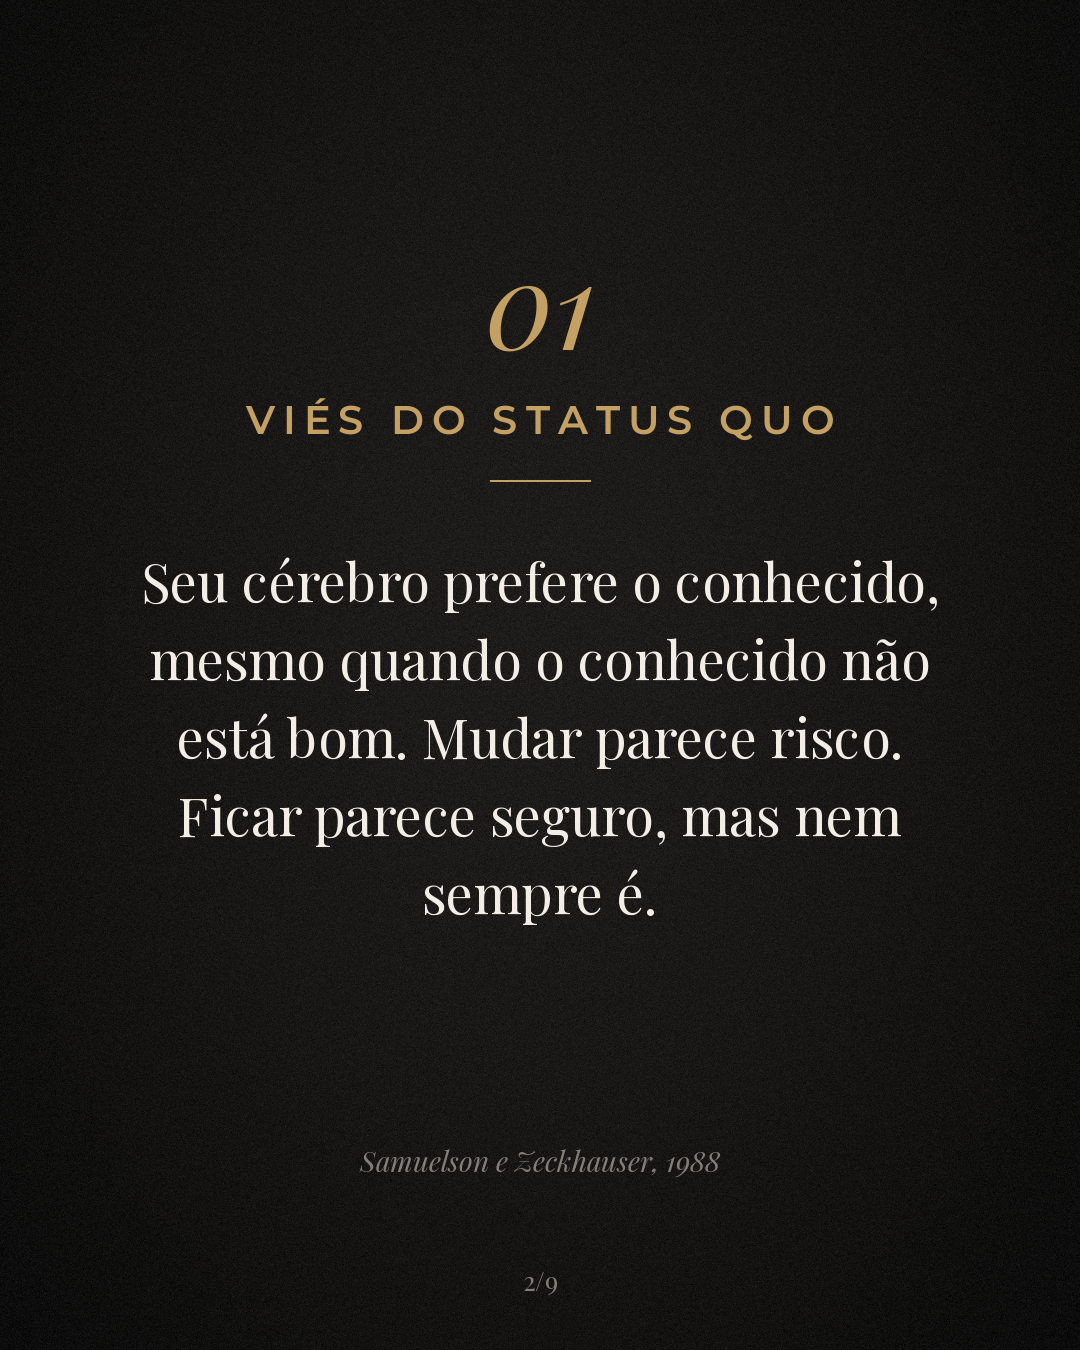 01
VIÉS DO STATUS QUO
Seu cérebro prefere o conhecido,
mesmo quando o conhecido não
está bom. Mudar parece risco.
Ficar parece seguro, mas nem
sempre é.
Samuelson e Zeckhauser, 1988
2/9